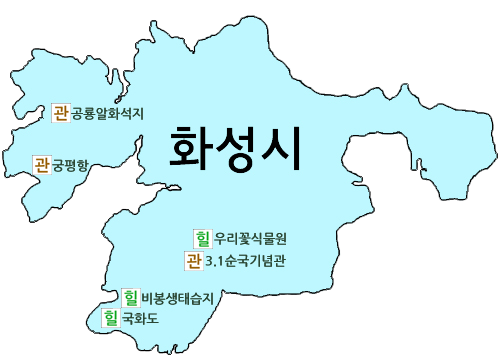 관 공룡알화석지
화성시
관 궁평항
힐 우리꽃식물원
관 3.1순국기념관
힐 비봉생태습지
힐 국화도